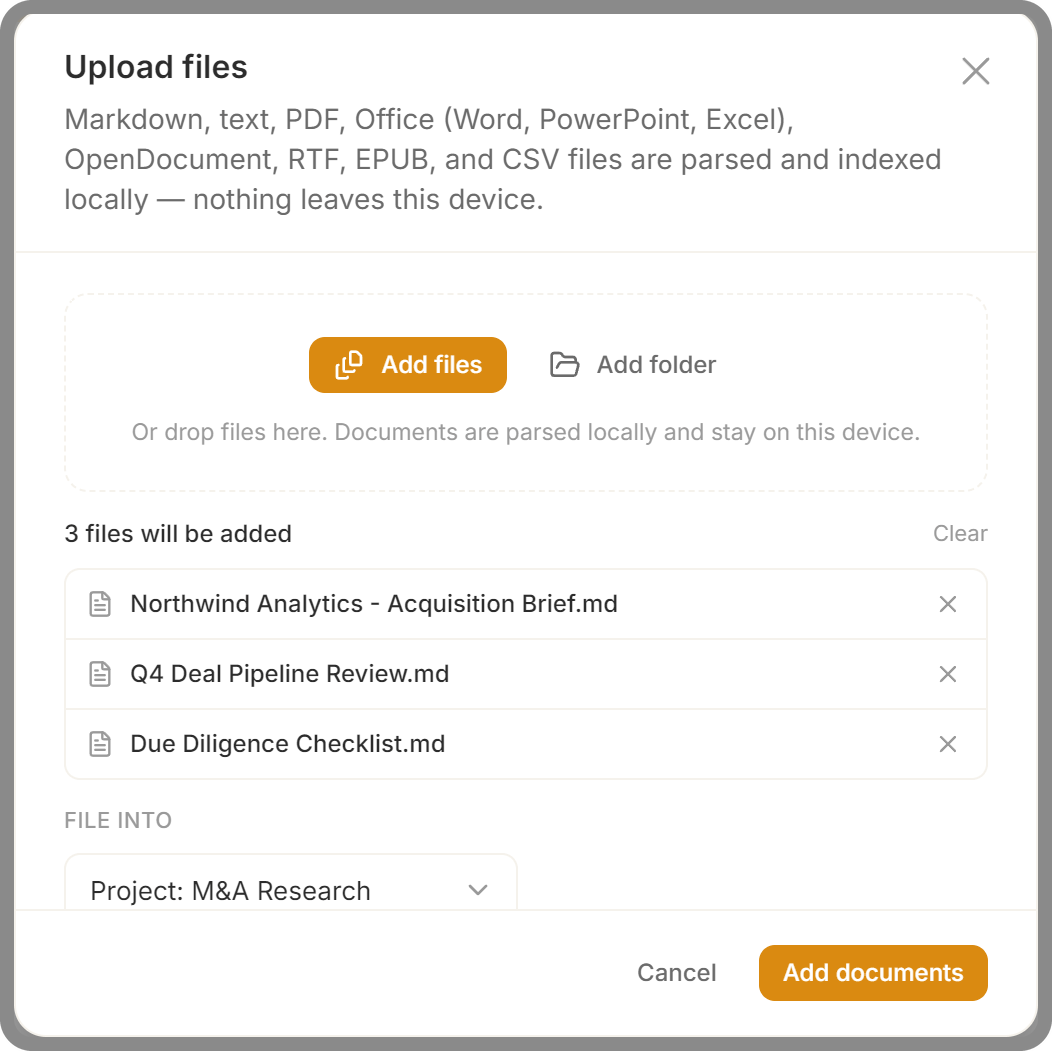 Upload files
Markdown, text, PDF, Office (Word, PowerPoint, Excel),
OpenDocument, RTF, EPUB, and CSV files are parsed and indexed
locally — nothing leaves this device.
Add files
Add folder
Or drop files here. Documents are parsed locally and stay on this device.
3 files will be added
Clear
Northwind Analytics - Acquisition Brief.md
Q4 Deal Pipeline Review.md
Due Diligence Checklist.md
FILE INTO
Project: M&A Research
Cancel
Add documents